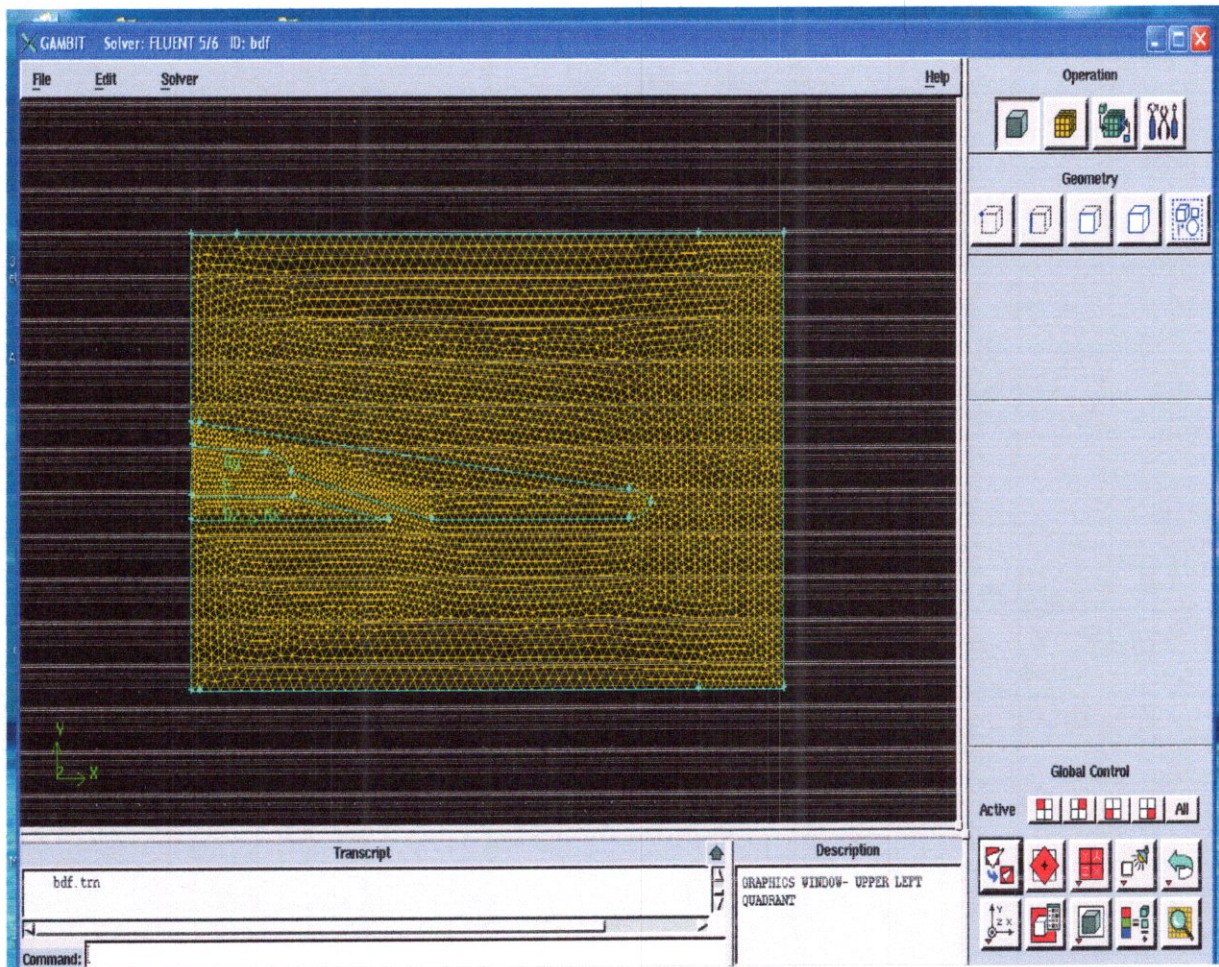 GAMBIT Solver: FLUENT 5/6 ID: bdf
File Edit Solver Help
Operation
Geometry
Y
Z X
Global Control
Active All
Transcript
bdf.trn
Description
GRAPHICS WINDOW- UPPER LEFT
QUADRANT
Command:
Y
Z X